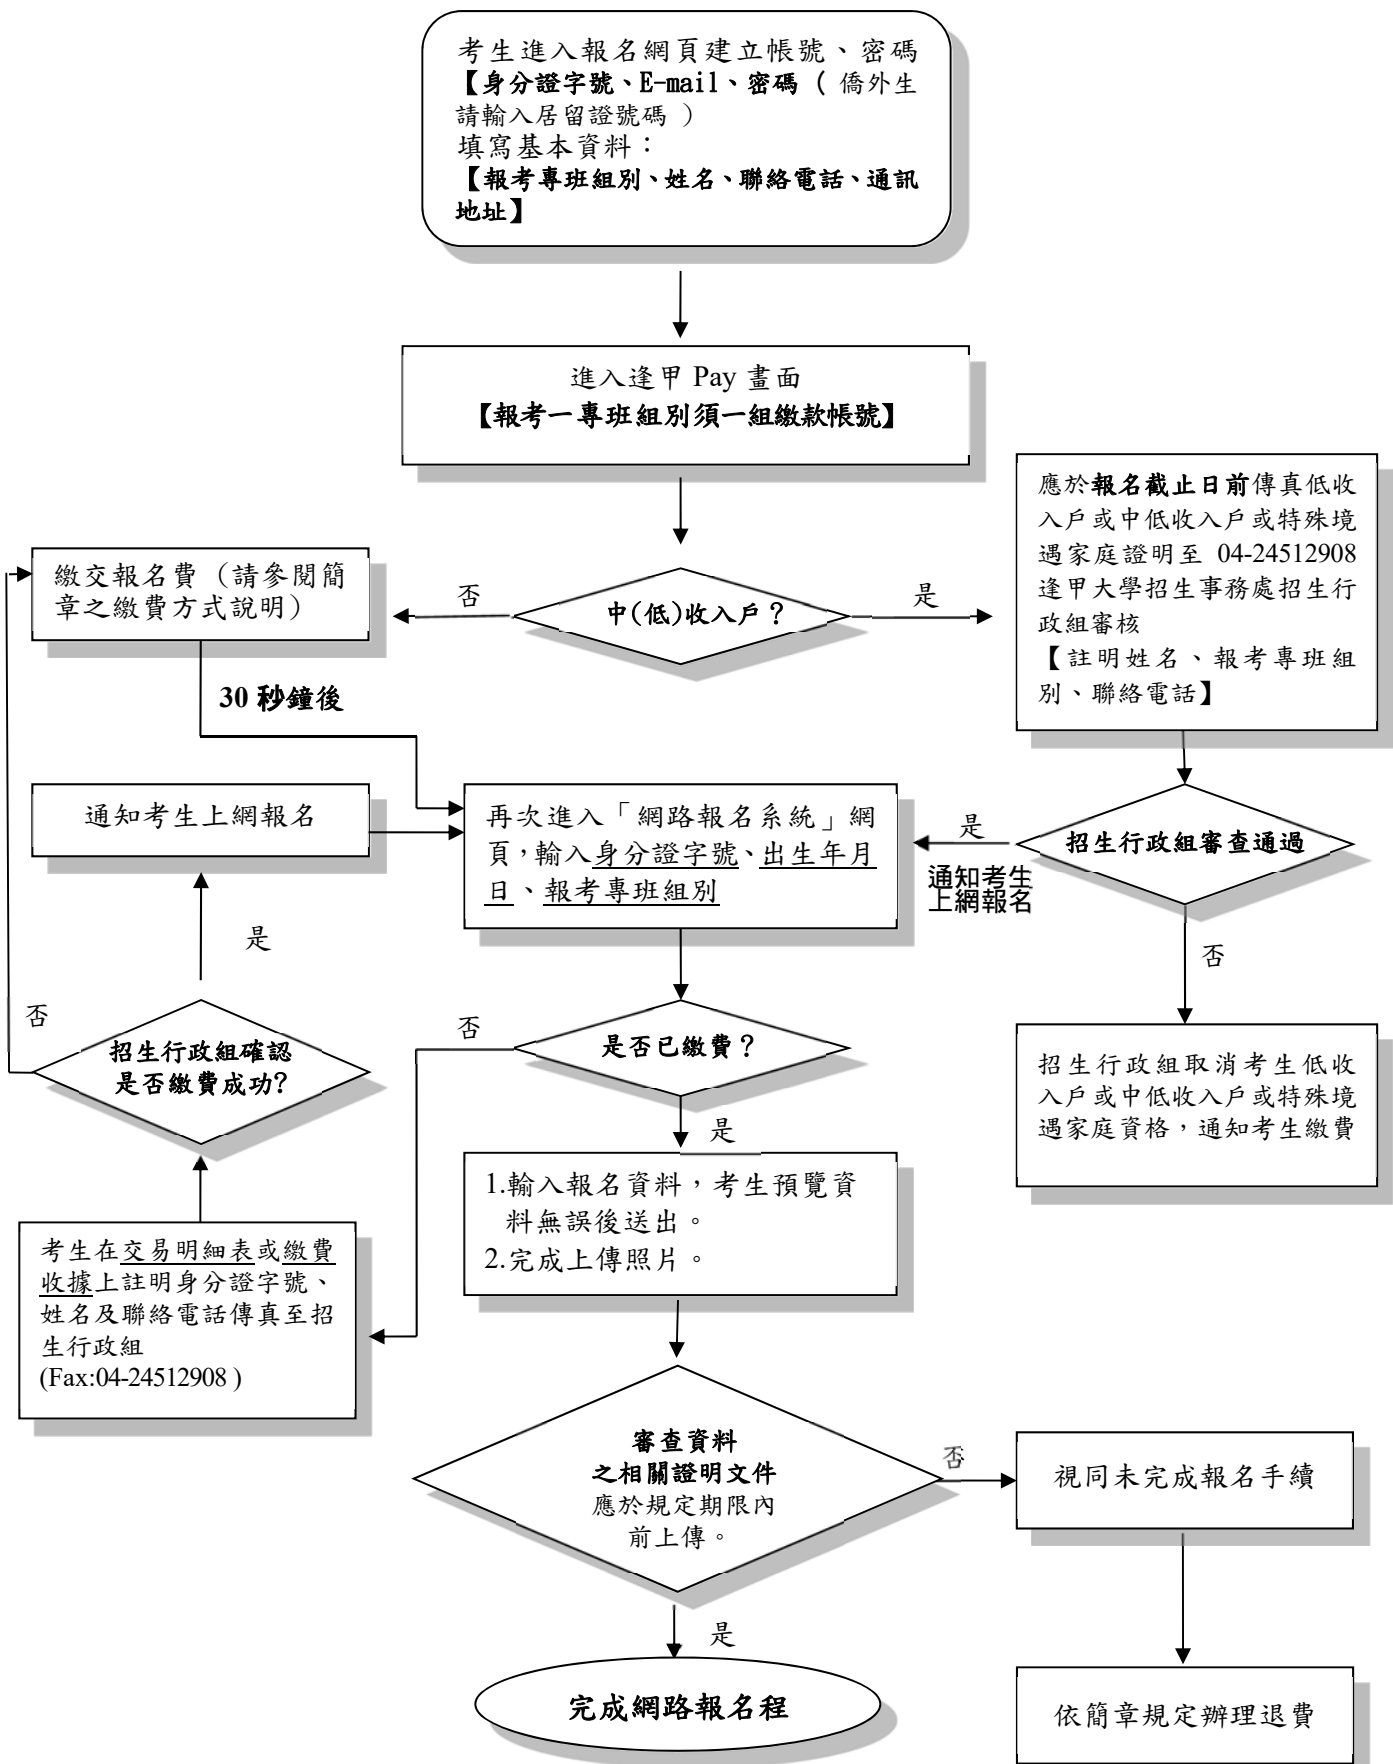 考生進入報名網頁建立帳號、密碼
【身分證字號、E-mail、密碼（僑外生
請輸入居留證號碼 ）
填寫基本資料：
【報考專班組別、姓名、聯絡電話、通訊
地址】
進入逢甲 Pay 畫面
【報考一專班組別須一組繳款帳號】
應於報名截止日前傳真低收
入戶或中低收入戶或特殊境
遇家庭證明至 04-24512908
逢甲大學招生事務處招生行
政組審核
【註明姓名、報考專班組
別、聯絡電話】
繳交報名費（請參閱簡
章之繳費方式說明）
否
中(低)收入戶？
是
30 秒鐘後
通知考生上網報名
再次進入「網路報名系統」網
頁，輸入身分證字號、出生年月
日、報考專班組別
是
通知考生
上網報名
招生行政組審查通過
是
否
否
招生行政組確認
是否繳費成功?
否
是否已繳費？
是
招生行政組取消考生低收
入戶或中低收入戶或特殊境
遇家庭資格，通知考生繳費
1.輸入報名資料，考生預覽資
料無誤後送出。
2.完成上傳照片。
考生在交易明細表或繳費
收據上註明身分證字號、
姓名及聯絡電話傳真至招
生行政組
(Fax:04-24512908 )
審查資料
之相關證明文件
應於規定期限內
前上傳。
否
視同未完成報名手續
是
完成網路報名程
依簡章規定辦理退費